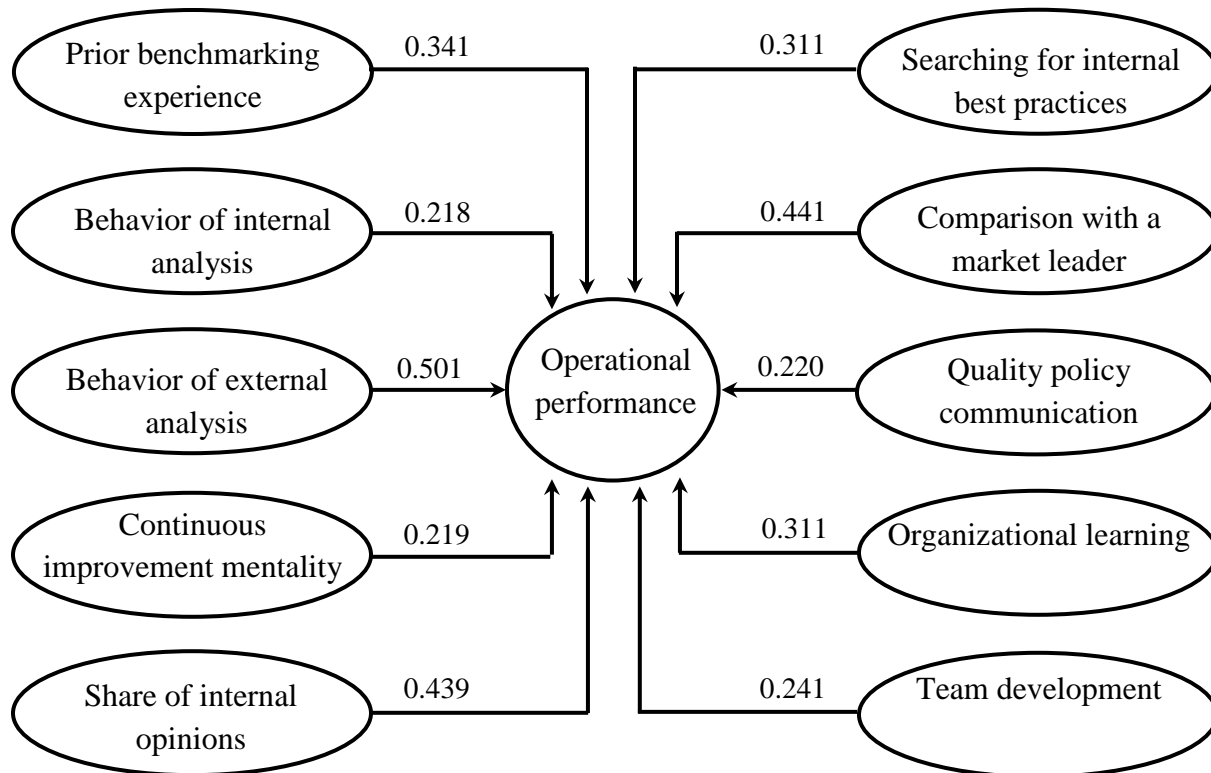 Prior benchmarking
experience
0.341
0.311
Searching for internal
best practices
Behavior of internal
analysis
0.218
0.441
Comparison with a
market leader
Behavior of external
analysis
0.501
Operational
performance
0.220
Quality policy
communication
Continuous
improvement mentality
0.219
0.311
Organizational learning
Share of internal
opinions
0.439
0.241
Team development